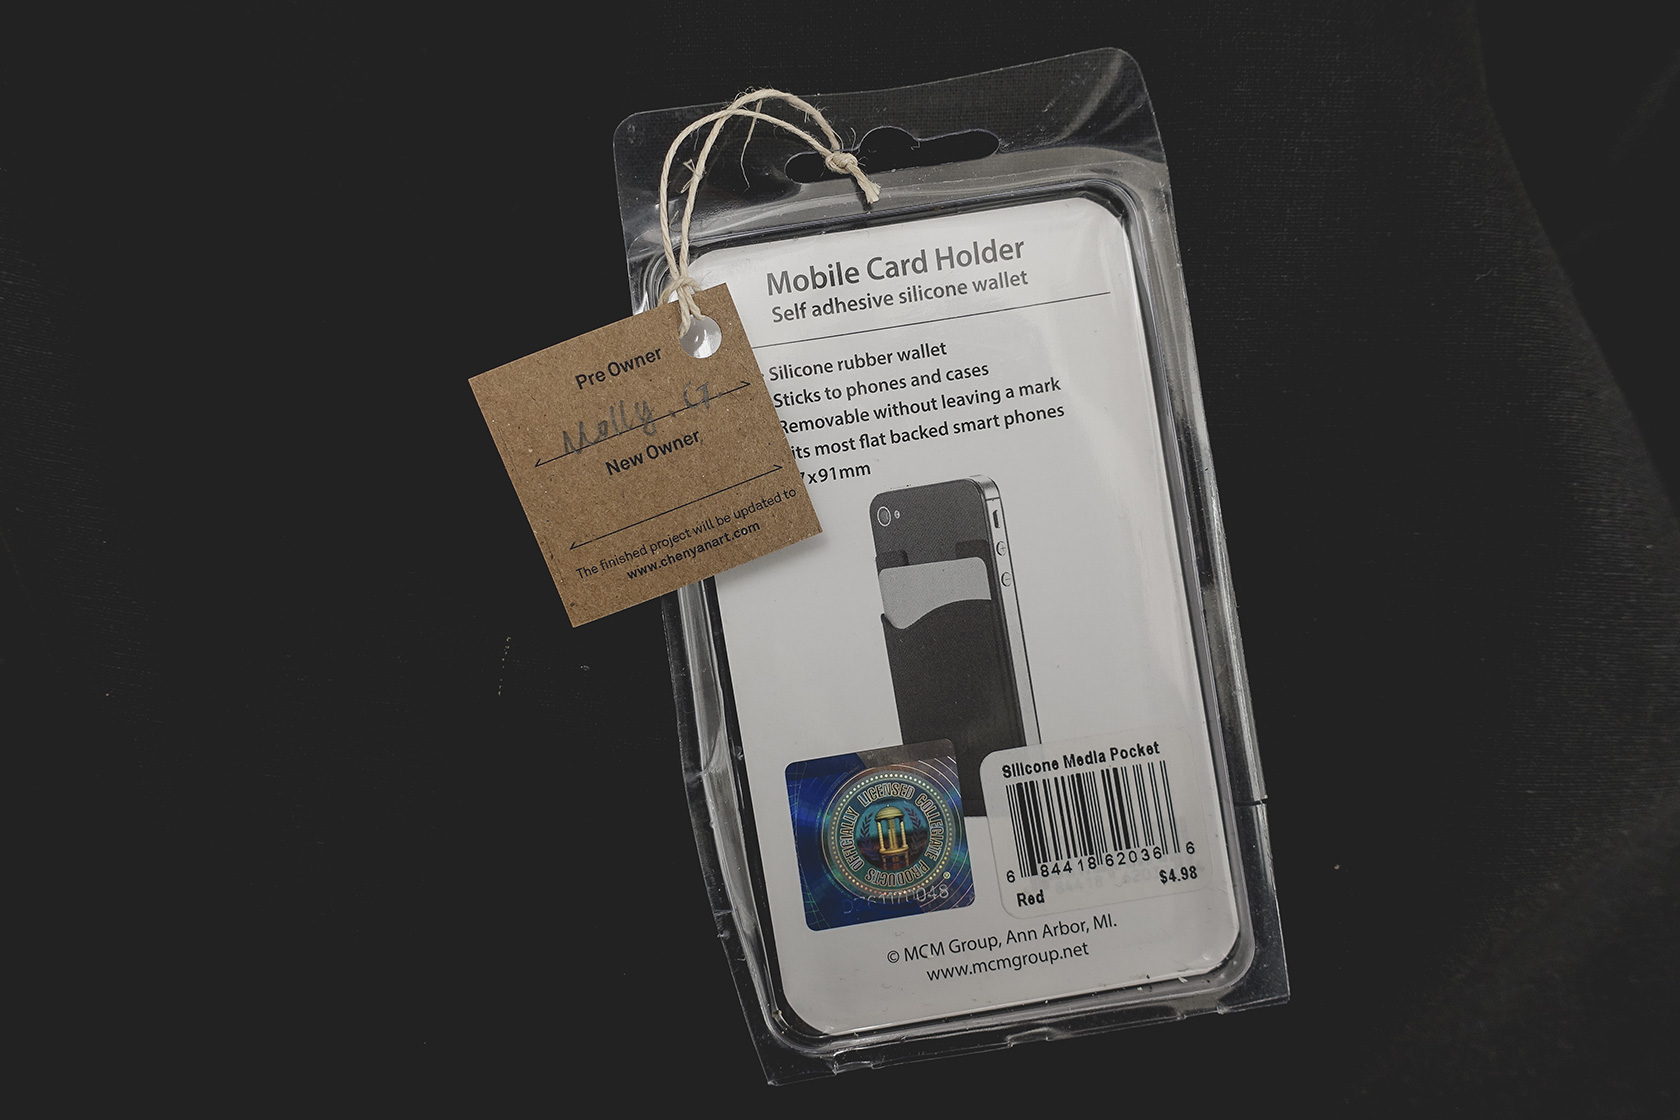 Mobile Card Holder
Self adhesive silicone wallet
Silicone rubber wallet
Sticks to phones and cases
Removable without leaving a mark
its most flat backed smart phones
7x91mm
Pre Owner
Molly.G.
New Owner
The finished project will be updated to
www.chenyanart.com
OFFICIALLY LICENSED COLLEGIATE PRODUCTS
Silicone Media Pocket
6 84418 62036 6
Red $4.98
© MCM Group, Ann Arbor, MI.
www.mcmgroup.net